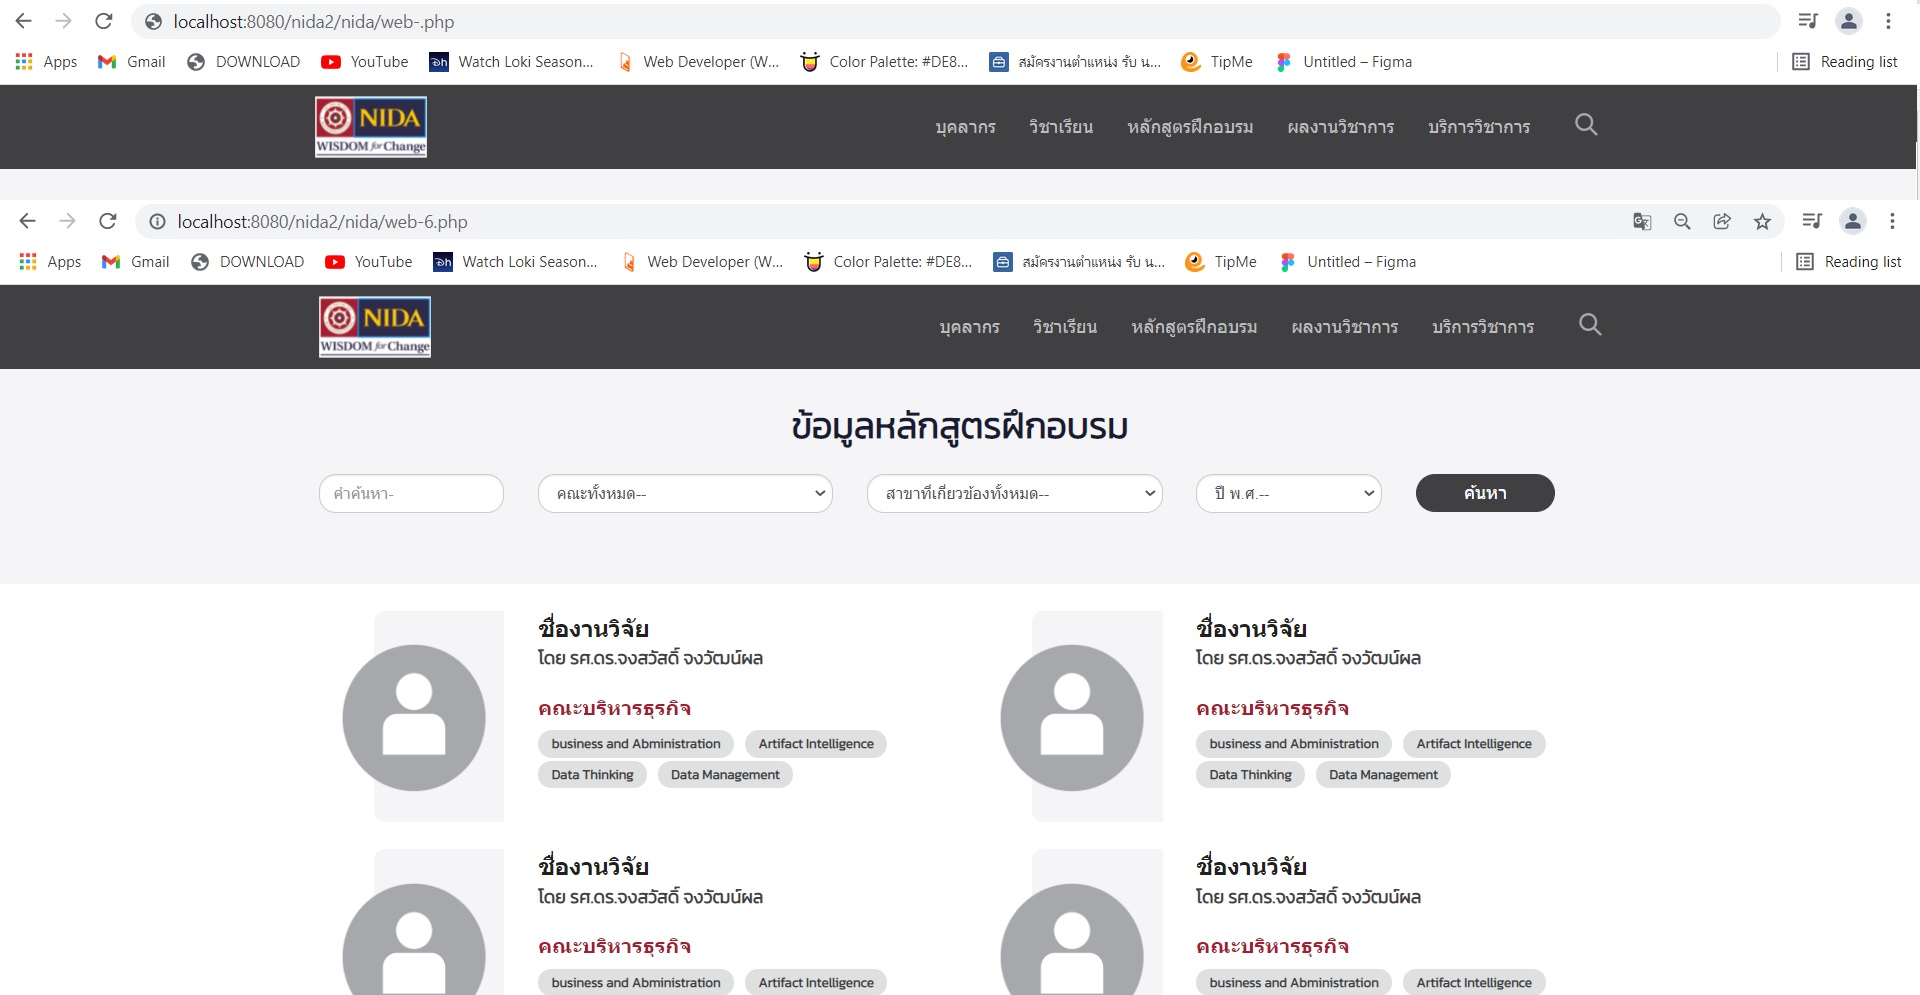 localhost:8080/nida2/nida/web-.php
Apps Gmail DOWNLOAD YouTube Watch Loki Season... Web Developer (W... Color Palette: #DE8... สมัครงานตำแหน่ง รับ น... TipMe Untitled – Figma Reading list
NIDA
WISDOM for Change
บุคลากร วิชาเรียน หลักสูตรฝึกอบรม ผลงานวิชาการ บริการวิชาการ
localhost:8080/nida2/nida/web-6.php
Apps Gmail DOWNLOAD YouTube Watch Loki Season... Web Developer (W... Color Palette: #DE8... สมัครงานตำแหน่ง รับ น... TipMe Untitled – Figma Reading list
NIDA
WISDOM for Change
บุคลากร วิชาเรียน หลักสูตรฝึกอบรม ผลงานวิชาการ บริการวิชาการ
ข้อมูลหลักสูตรฝึกอบรม
คำค้นหา- คณะทั้งหมด-- สาขาที่เกี่ยวข้องทั้งหมด-- ปี พ.ศ.-- ค้นหา
ชื่องานวิจัย
โดย รศ.ดร.จงสวัสดิ์ จงวัฒน์ผล
คณะบริหารธุรกิจ
business and Abministration Artifact Intelligence
Data Thinking Data Management
ชื่องานวิจัย
โดย รศ.ดร.จงสวัสดิ์ จงวัฒน์ผล
คณะบริหารธุรกิจ
business and Abministration Artifact Intelligence
Data Thinking Data Management
ชื่องานวิจัย
โดย รศ.ดร.จงสวัสดิ์ จงวัฒน์ผล
คณะบริหารธุรกิจ
business and Abministration Artifact Intelligence
ชื่องานวิจัย
โดย รศ.ดร.จงสวัสดิ์ จงวัฒน์ผล
คณะบริหารธุรกิจ
business and Abministration Artifact Intelligence